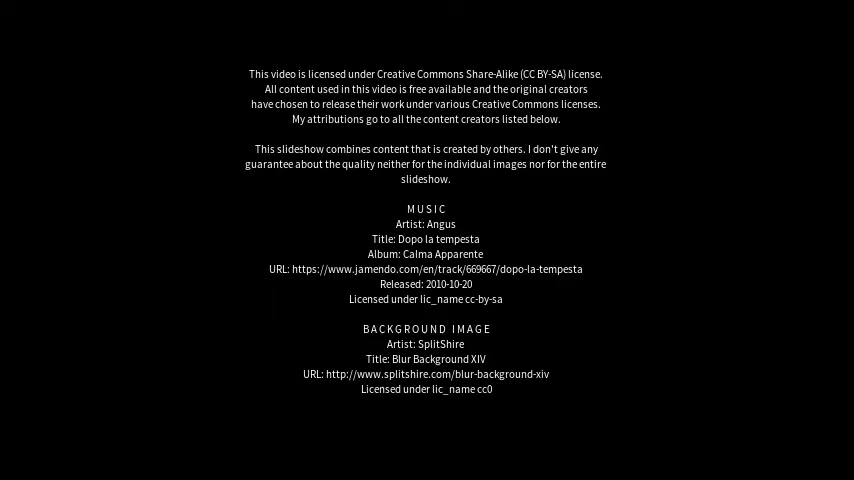 This video is licensed under Creative Commons Share-Alike (CC BY-SA) license.
All content used in this video is free available and the original creators
have chosen to release their work under various Creative Commons licenses.
My attributions go to all the content creators listed below.
This slideshow combines content that is created by others. I don't give any
guarantee about the quality neither for the individual images nor for the entire
slideshow.
MUSIC
Artist: Angus
Title: Dopo la tempesta
Album: Calma Apparente
URL: https://www.jamendo.com/en/track/669667/dopo-la-tempesta
Released: 2010-10-20
Licensed under lic_name cc-by-sa
BACKGROUND IMAGE
Artist: SplitShire
Title: Blur Background XIV
URL: http://www.splitshire.com/blur-background-xiv
Licensed under lic_name cc0